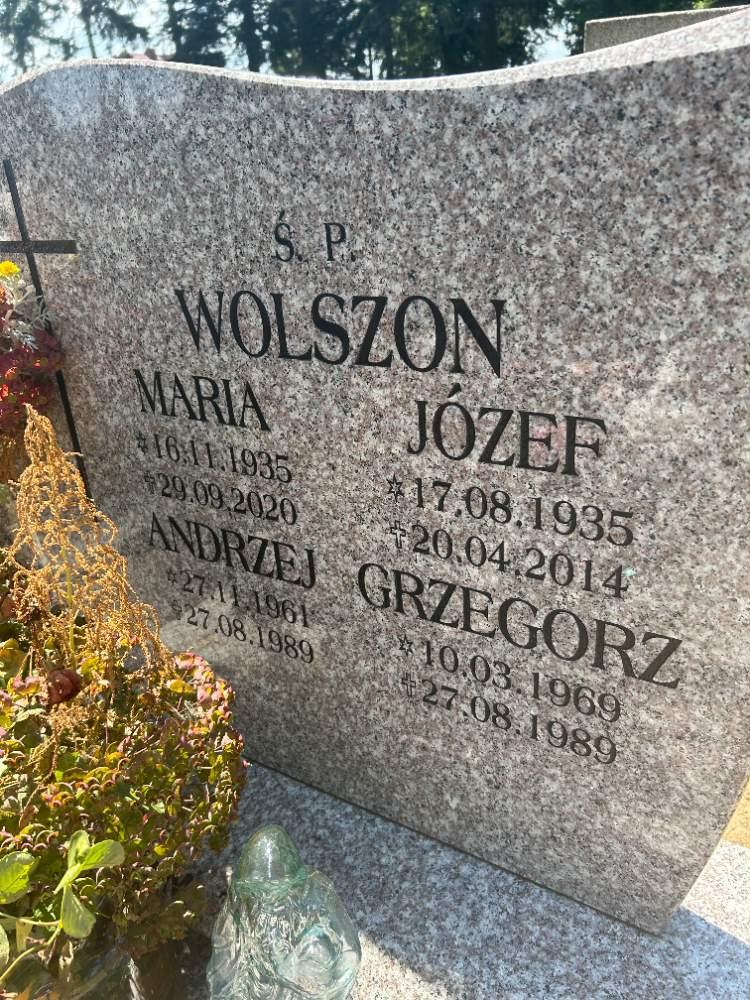 Ś. P.
WOLSZON
MARIA
*16.11.1935
✝29.09.2020
JÓZEF
*17.08.1935
✝20.04.2014
ANDRZEJ
*27.11.1961
✝27.08.1989
GRZEGORZ
*10.03.1969
✝27.08.1989